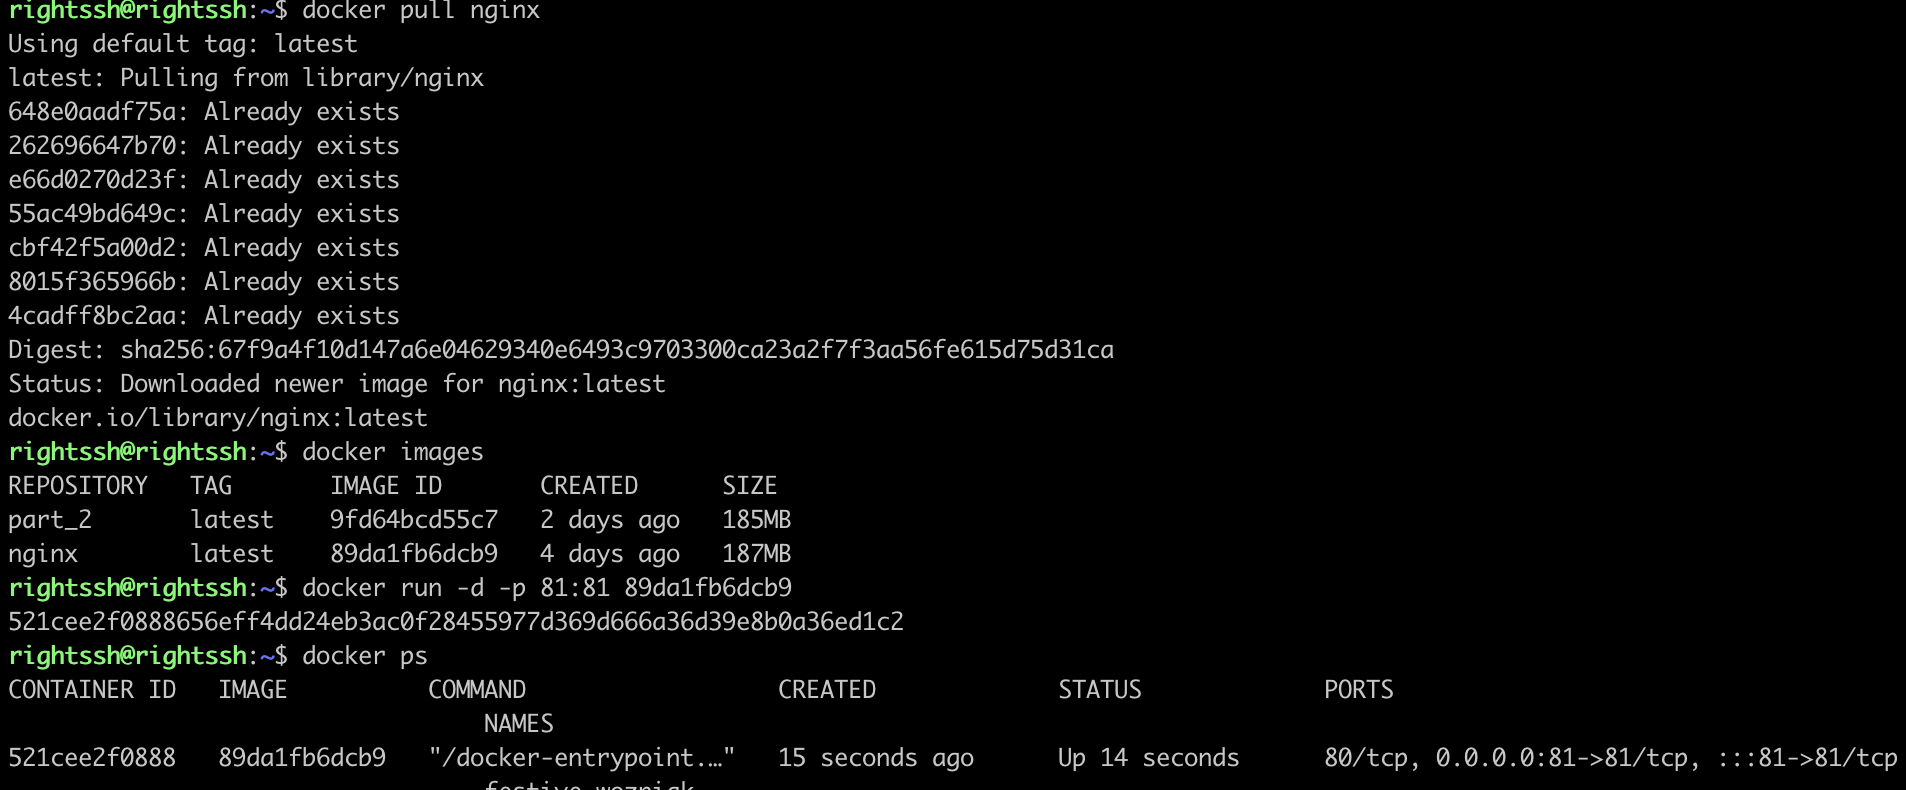 rightssh@rightssh:~$ docker pull nginx
Using default tag: latest
latest: Pulling from library/nginx
648e0aadf75a: Already exists
262696647b70: Already exists
e66d0270d23f: Already exists
55ac49bd649c: Already exists
cbf42f5a00d2: Already exists
8015f365966b: Already exists
4cadff8bc2aa: Already exists
Digest: sha256:67f9a4f10d147a6e04629340e6493c9703300ca23a2f7f3aa56fe615d75d31ca
Status: Downloaded newer image for nginx:latest
docker.io/library/nginx:latest
rightssh@rightssh:~$ docker images
REPOSITORY   TAG       IMAGE ID       CREATED      SIZE
part_2       latest    9fd64bcd55c7   2 days ago   185MB
nginx        latest    89da1fb6dcb9   4 days ago   187MB
rightssh@rightssh:~$ docker run -d -p 81:81 89da1fb6dcb9
521cee2f0888656eff4dd24eb3ac0f28455977d369d666a36d39e8b0a36ed1c2
rightssh@rightssh:~$ docker ps
CONTAINER ID   IMAGE          COMMAND                  CREATED             STATUS             PORTS
                                  NAMES
521cee2f0888   89da1fb6dcb9   "/docker-entrypoint.…"   15 seconds ago      Up 14 seconds      80/tcp, 0.0.0.0:81->81/tcp, :::81->81/tcp
                                  festive_wozniak